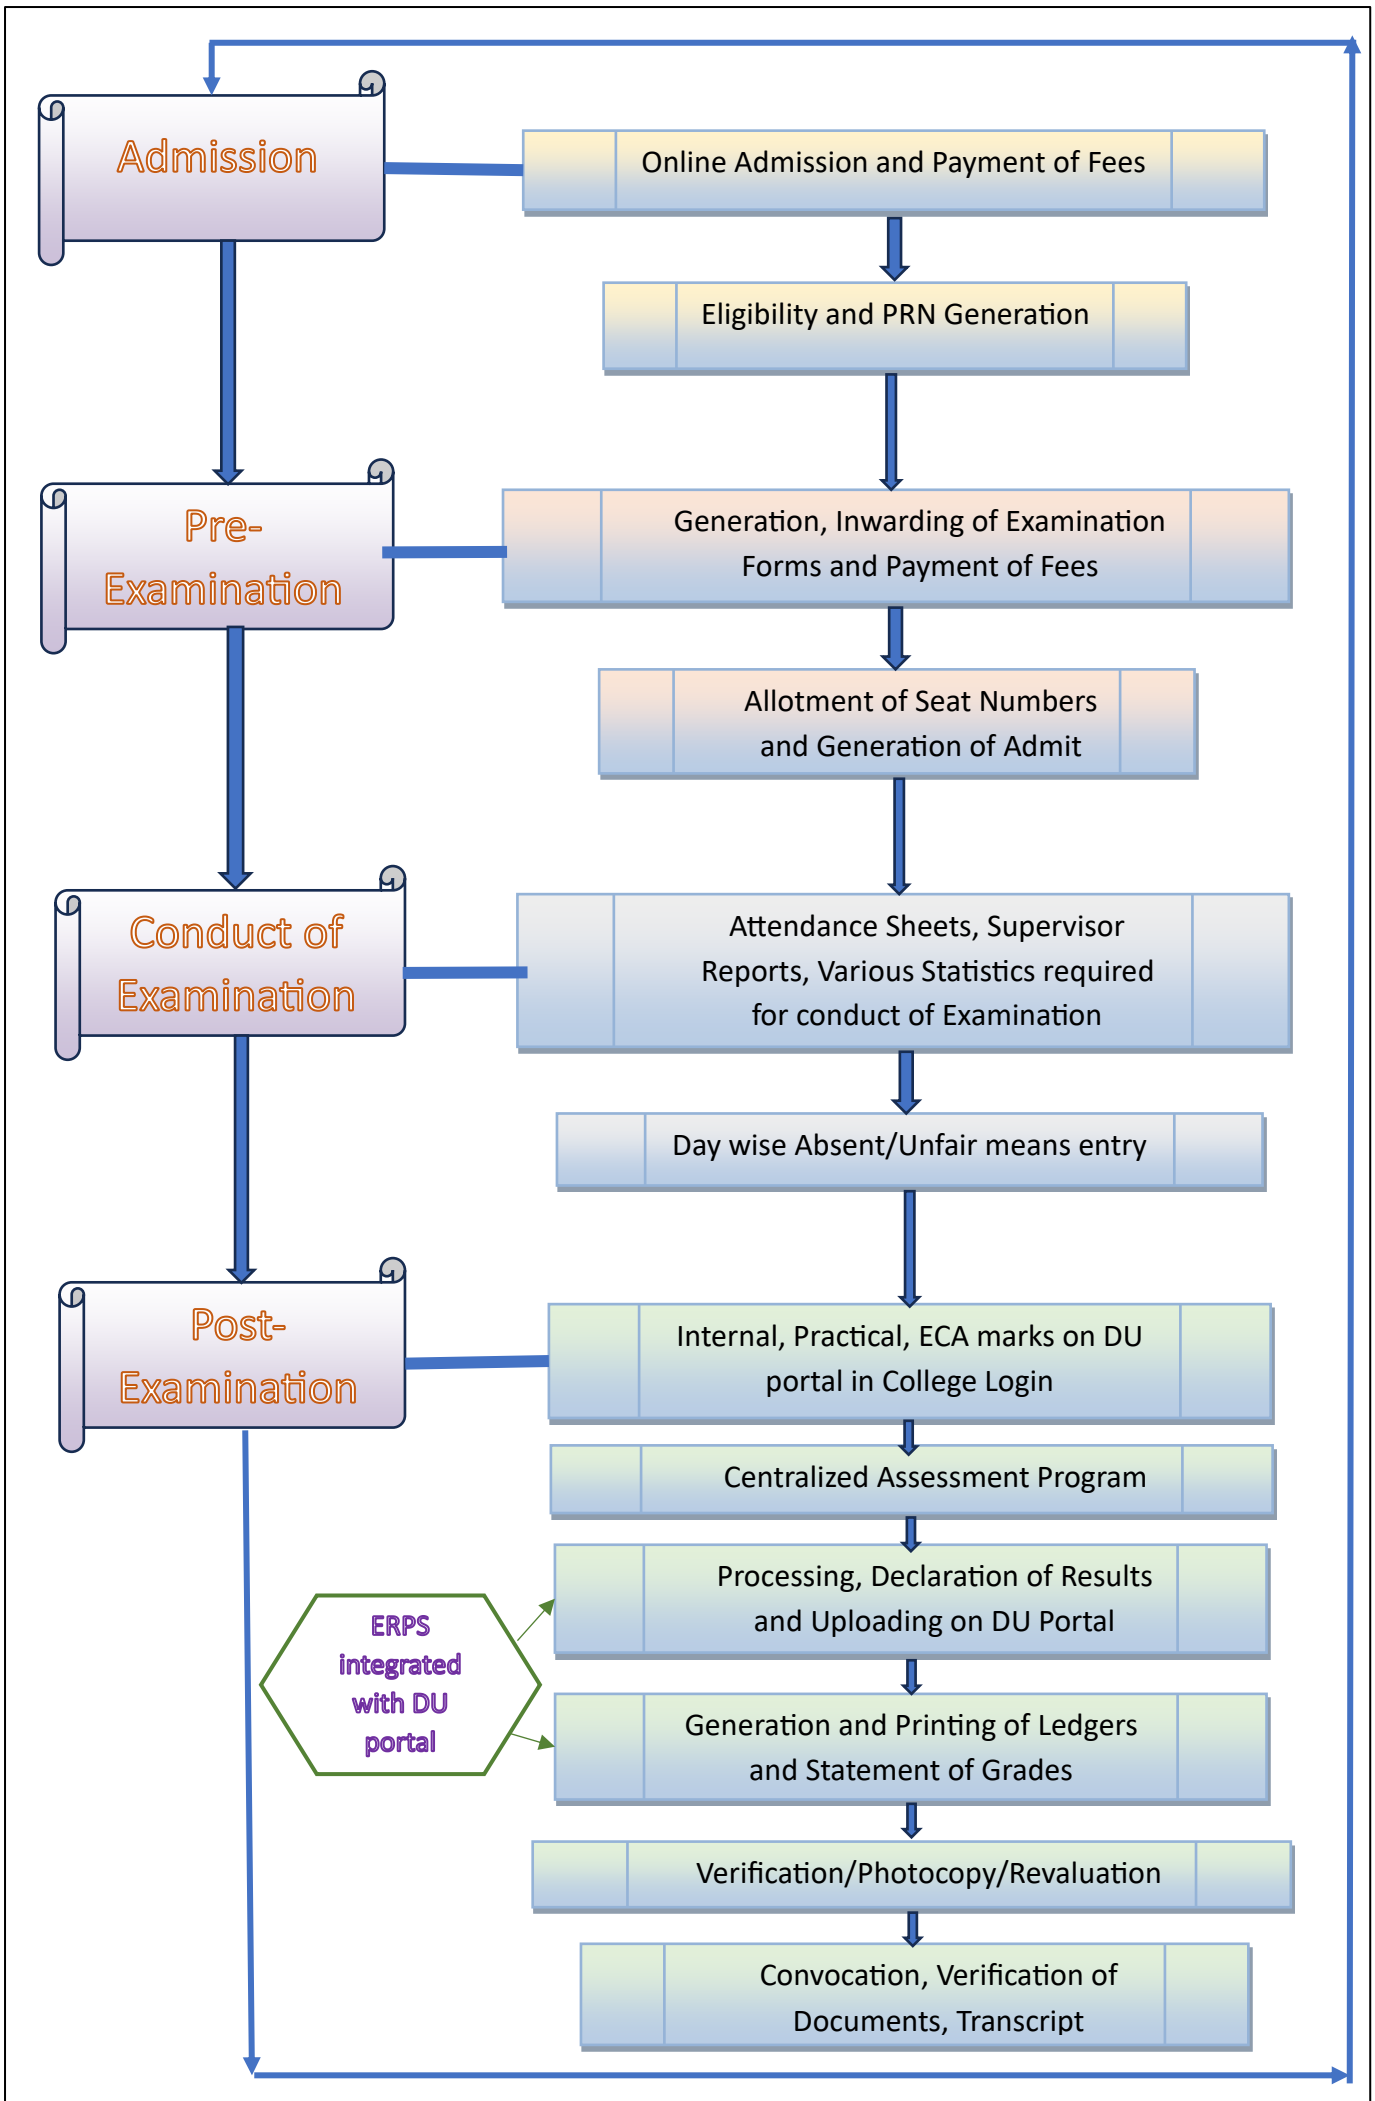 Admission
Online Admission and Payment of Fees
Eligibility and PRN Generation
Pre-
Examination
Generation, Inwarding of Examination
Forms and Payment of Fees
Allotment of Seat Numbers
and Generation of Admit
Conduct of
Examination
Attendance Sheets, Supervisor
Reports, Various Statistics required
for conduct of Examination
Day wise Absent/Unfair means entry
Post-
Examination
Internal, Practical, ECA marks on DU
portal in College Login
Centralized Assessment Program
Processing, Declaration of Results
and Uploading on DU Portal
ERPS
integrated
with DU
portal
Generation and Printing of Ledgers
and Statement of Grades
Verification/Photocopy/Revaluation
Convocation, Verification of
Documents, Transcript